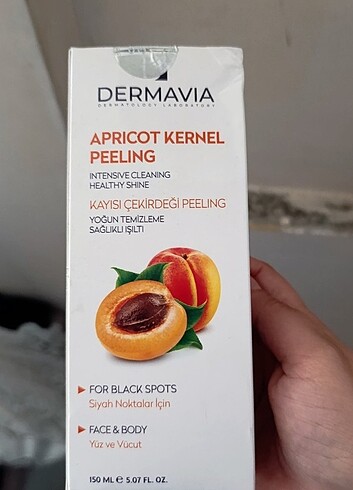 DERMAVIA
DERMATOLOGY LABORATORY
APRICOT KERNEL
PEELING
INTENSIVE CLEANING
HEALTHY SHINE
KAYISI ÇEKİRDEĞİ PEELING
YOĞUN TEMİZLEME
SAĞLIKLI IŞILTI
FOR BLACK SPOTS
Siyah Noktalar İçin
FACE & BODY
Yüz ve Vücut
150 ML ℮ 5.07 FL. OZ.